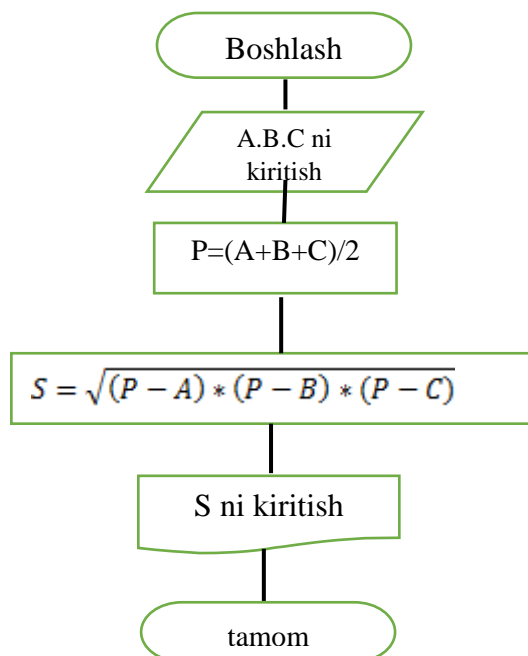 Boshlash
A.B.C ni
kiritish
P=(A+B+C)/2
S = √(P − A) ∗ (P − B) ∗ (P − C)
S ni kiritish
tamom